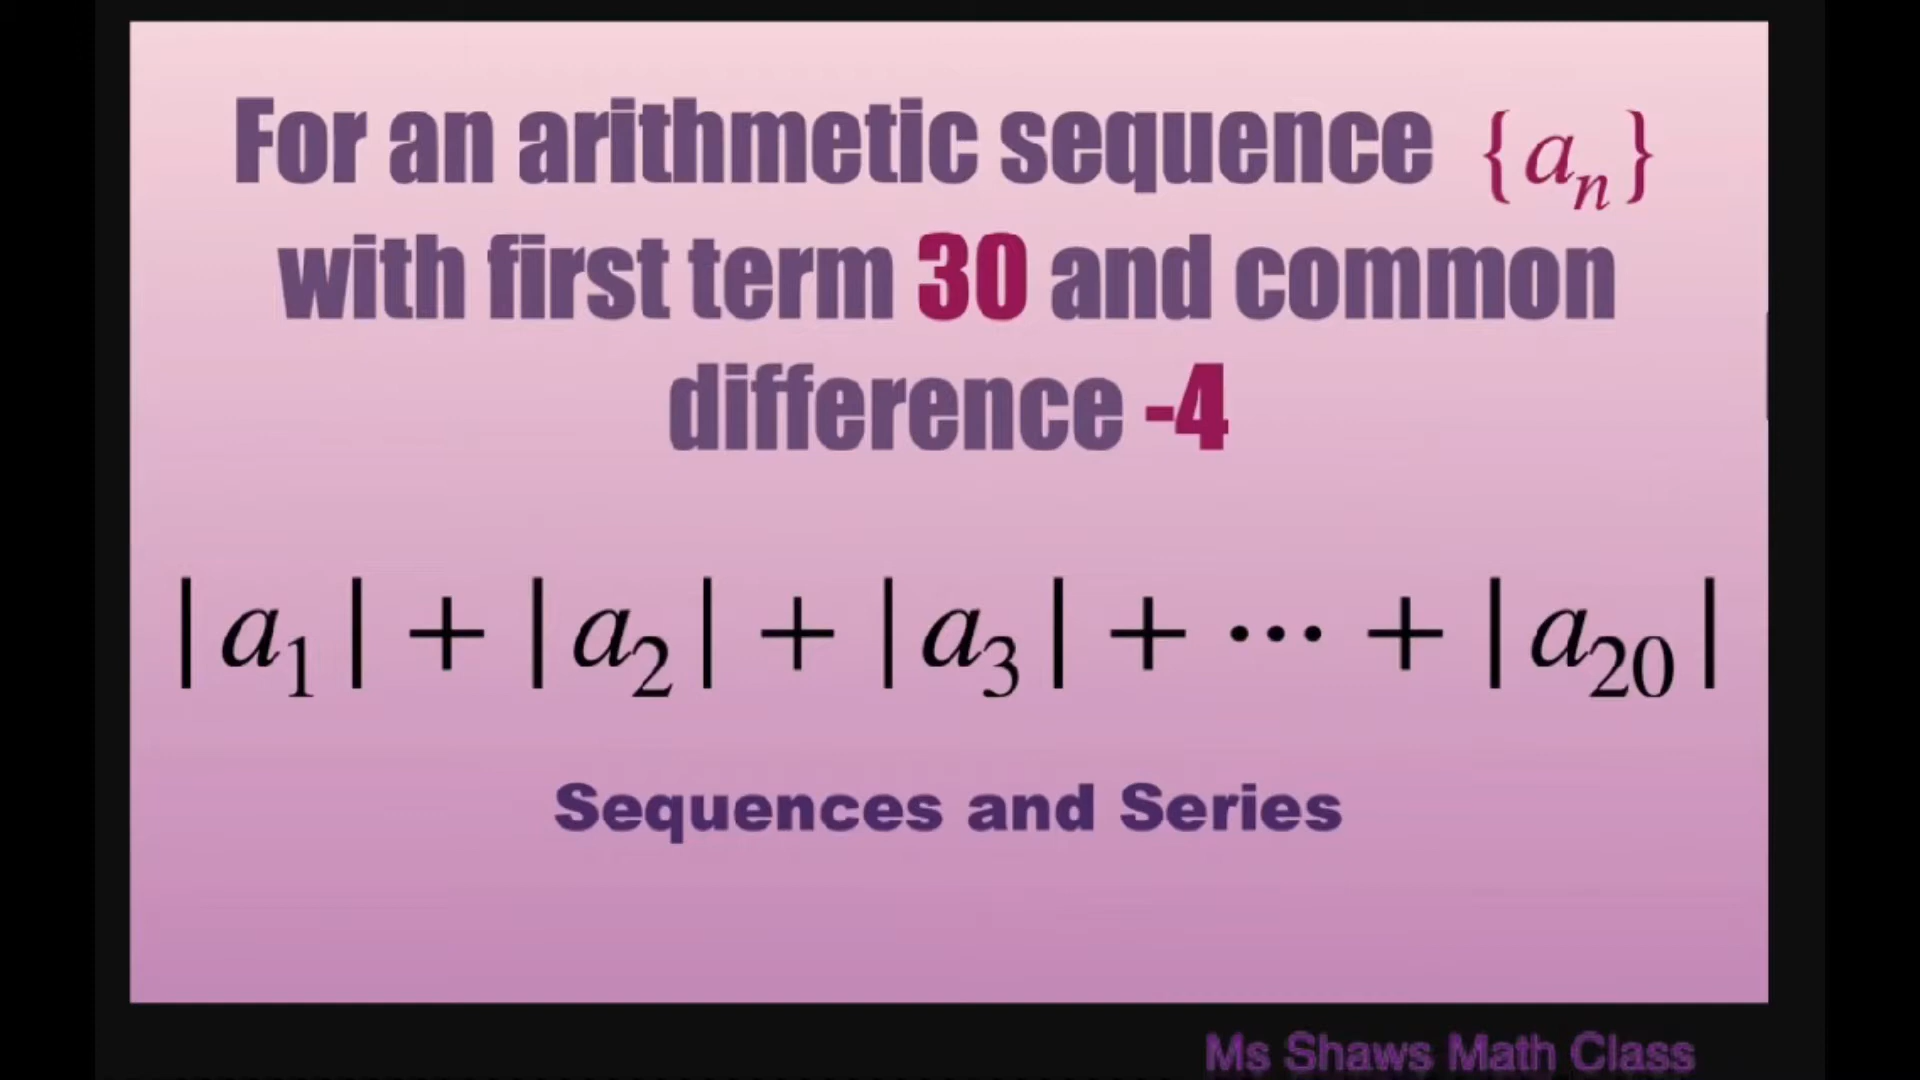 For an arithmetic sequence {aₙ}
with first term 30 and common
difference -4
|a₁| + |a₂| + |a₃| + ⋯ + |a₂₀|
Sequences and Series
Ms Shaws Math Class